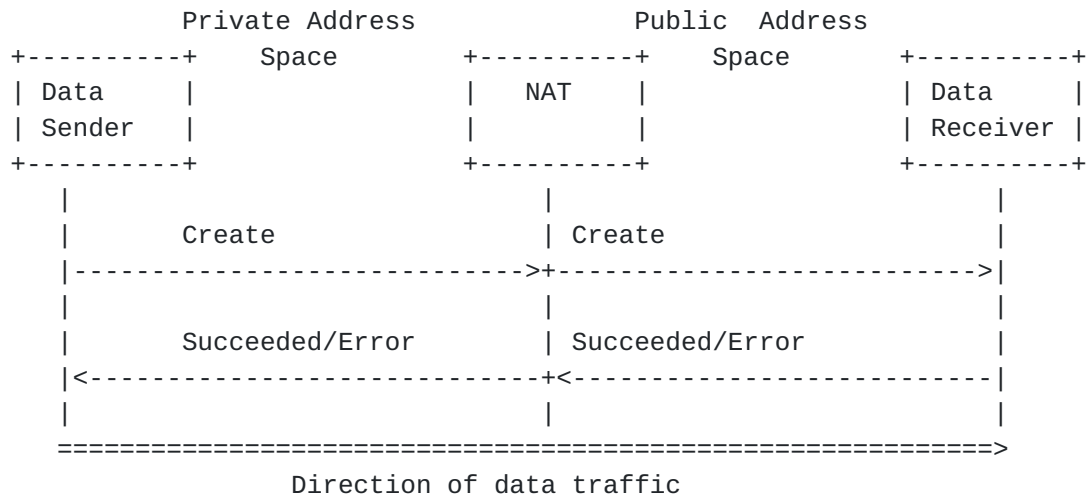 Private Address Public Address
Space Space
Data NAT Data
Sender Receiver
Create Create
Succeeded/Error Succeeded/Error
Direction of data traffic